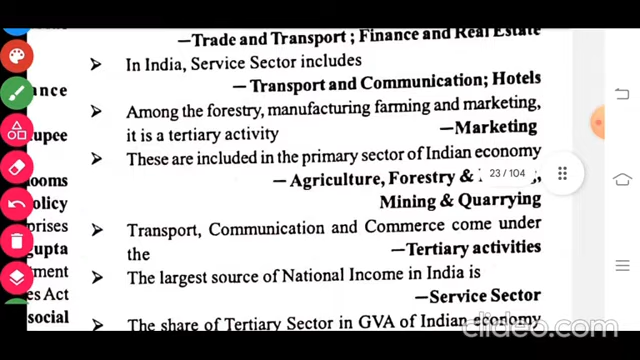 —Trade and Transport; Finance and Real Estate
➤ In India, Service Sector includes
—Transport and Communication; Hotels
ance
➤ Among the forestry, manufacturing farming and marketing,
upee
it is a tertiary activity —Marketing
➤ These are included in the primary sector of Indian economy
ooms
—Agriculture, Forestry &
23 / 104
olicy
Mining & Quarrying
prises
➤ Transport, Communication and Commerce come under
gupta
the —Tertiary activities
tment
➤ The largest source of National Income in India is
es Act
—Service Sector
social
➤ The share of Tertiary Sector in GVA of Indian economy
clideo.com